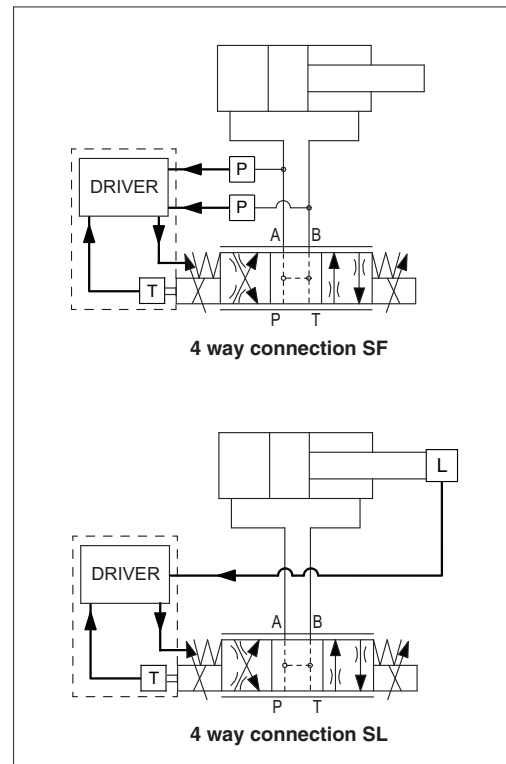 DRIVER
P
P
A B
T
P T
4 way connection SF
L
DRIVER
A B
T
P T
4 way connection SL